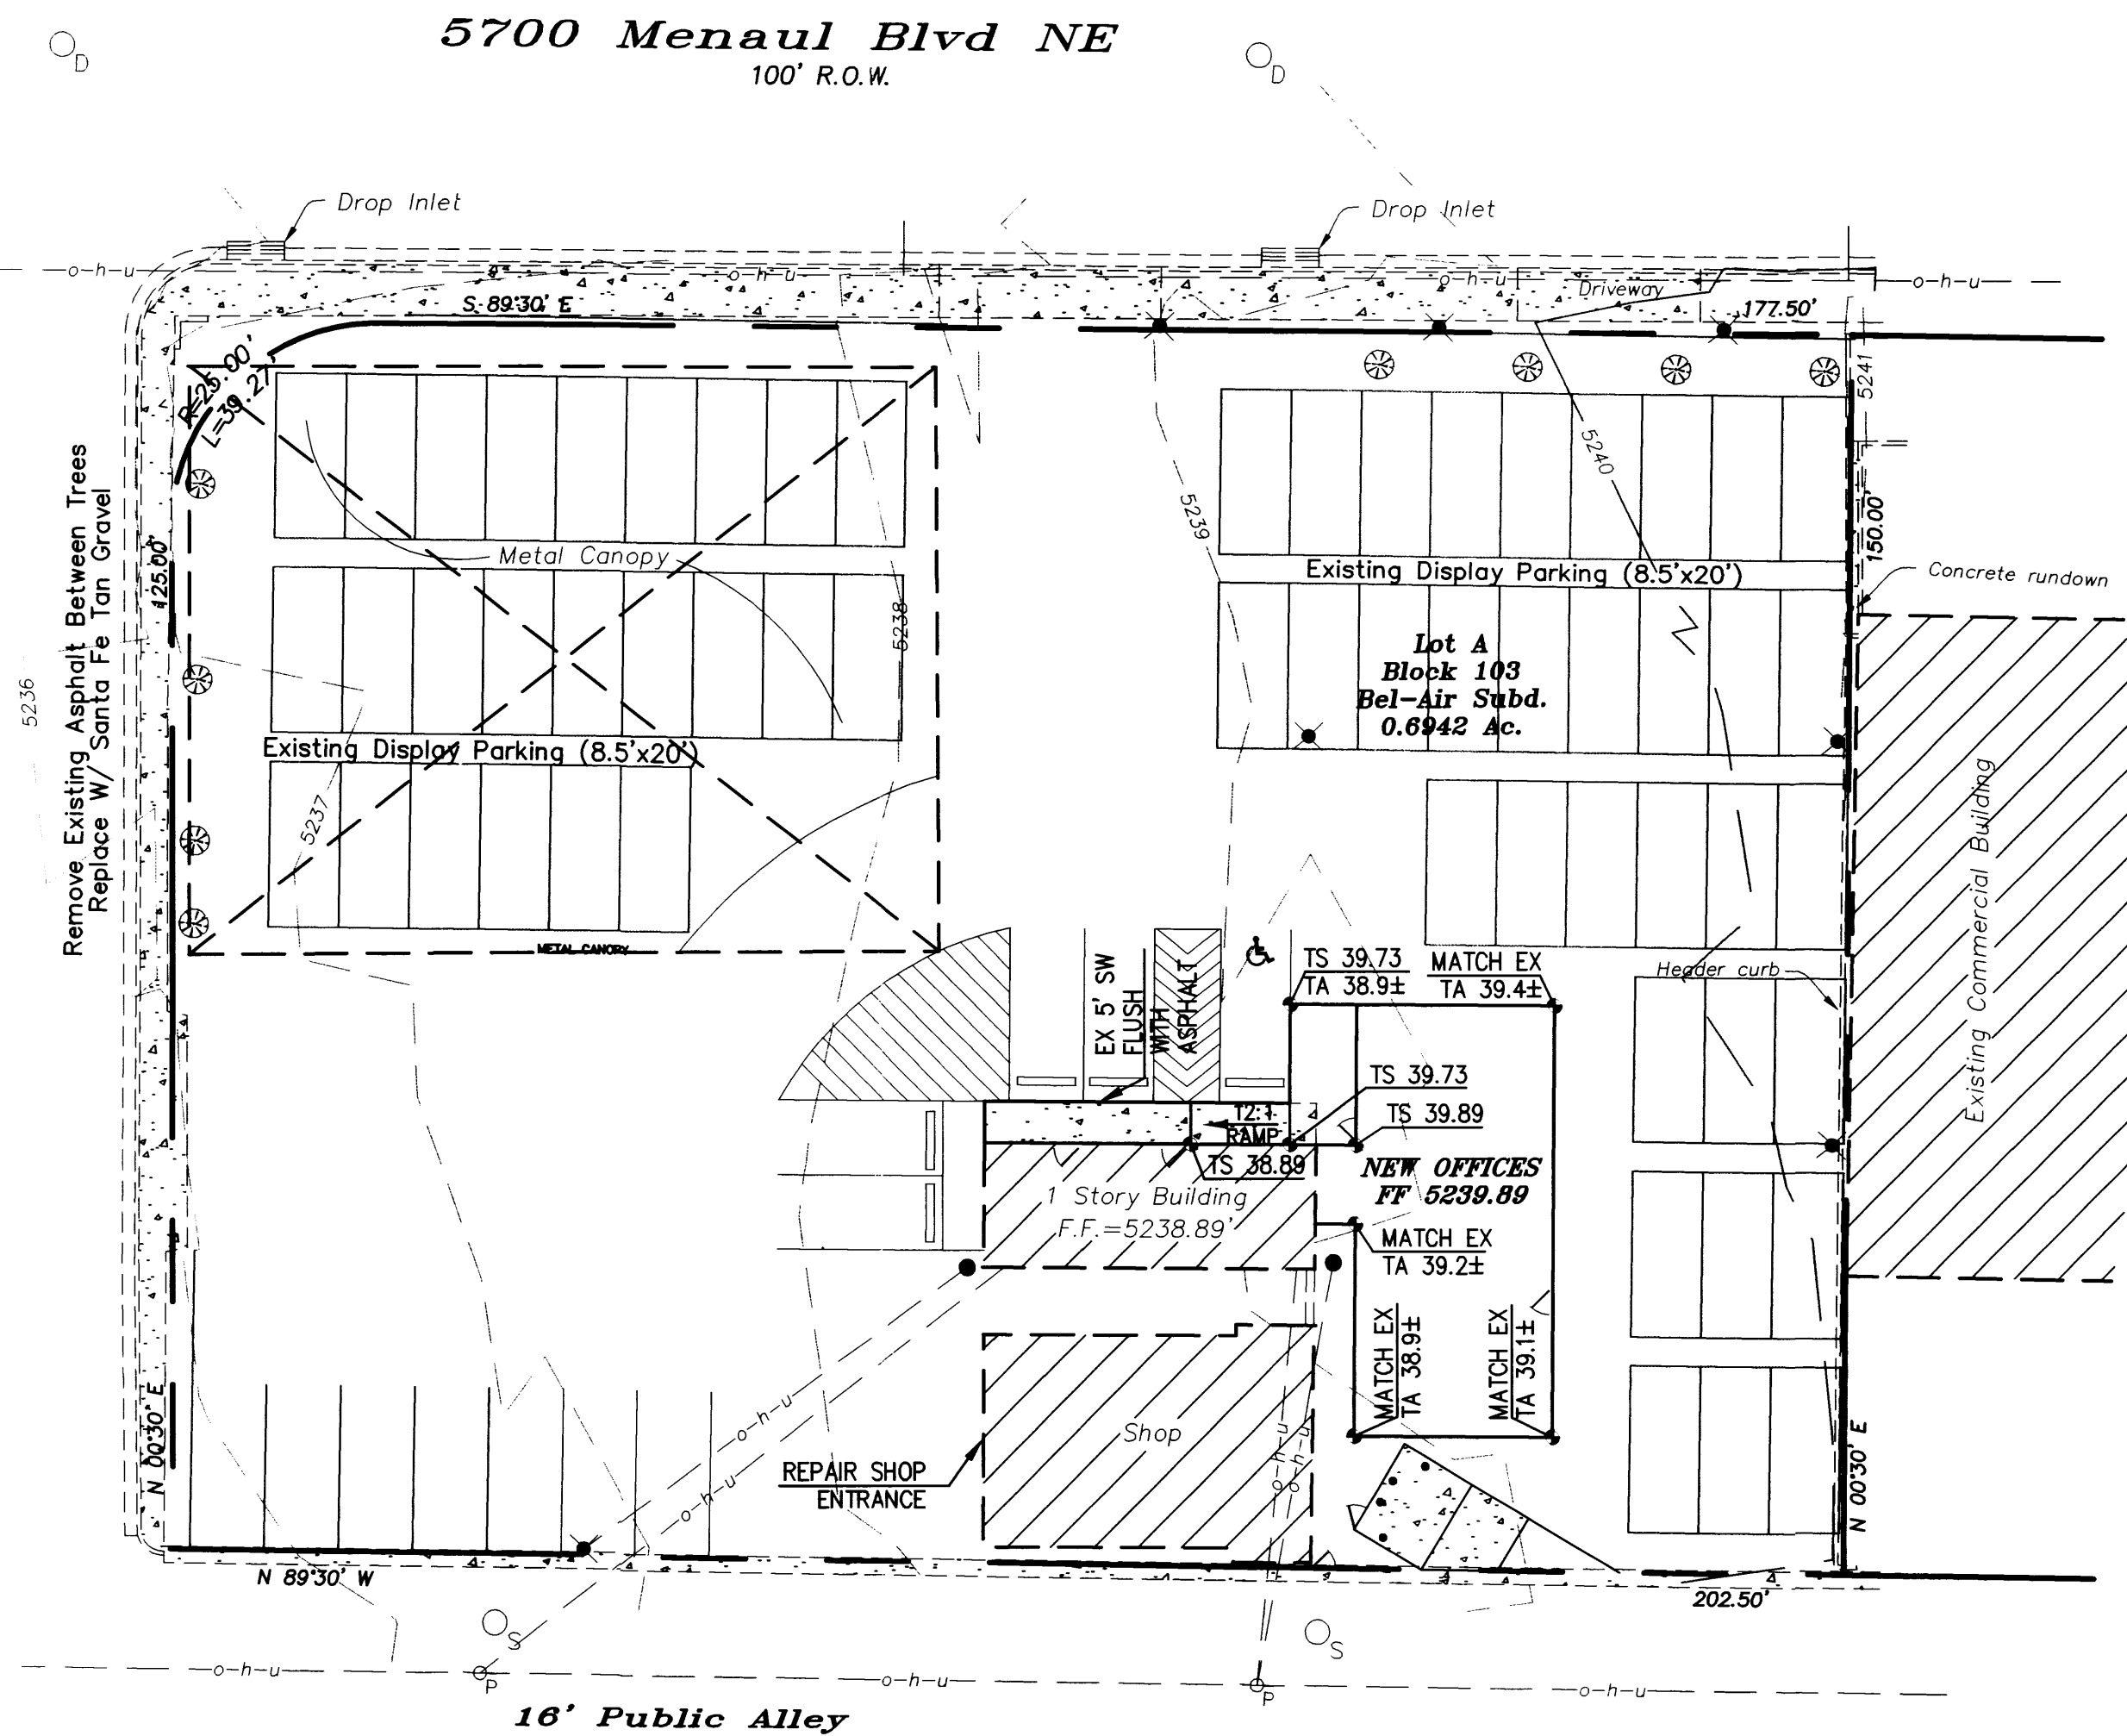 5700 Menaul Blvd NE
100' R.O.W.
D
D
Drop Inlet
Drop Inlet
o-h-u
o-h-u
o-h-u
o-h-u
S 89°30' E
Driveway
177.50'
R=25.00'
L=39.27'
5241
5240
5239
150.00'
Metal Canopy
Existing Display Parking (8.5'x20')
Concrete rundown
125.00'
Remove Existing Asphalt Between Trees
Replace W/ Santa Fe Tan Gravel
5238
Lot A
Block 103
Bel-Air Subd.
0.6942 Ac.
5236
Existing Display Parking (8.5'x20')
5237
Existing Commercial Building
METAL CANOPY
EX 5' SW
FLUSH
WITH
ASPHALT
TS 39.73
TA 38.9±
MATCH EX
TA 39.4±
Header curb
TS 39.73
T2:1
RAMP
TS 39.89
TS 38.89
NEW OFFICES
FF 5239.89
1 Story Building
F.F.=5238.89'
MATCH EX
TA 39.2±
MATCH EX
TA 38.9±
MATCH EX
TA 39.1±
N 00°30' E
o-h-u
o-h-u
Shop
o-h-u
o-h-u
REPAIR SHOP
ENTRANCE
N 00°30' E
N 89°30' W
202.50'
S
S
o-h-u
P
o-h-u
P
o-h-u
16' Public Alley